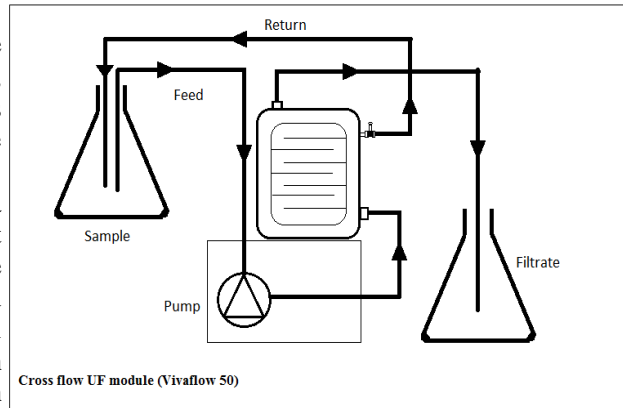 Return
Feed
Sample
Filtrate
Pump
Cross flow UF module (Vivaflow 50)